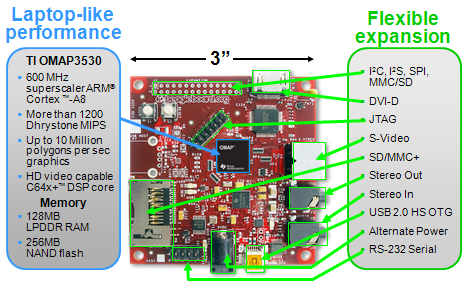 Laptop-like
performance
TI OMAP3530
• 600 MHz
superscaler ARM®
Cortex ™-A8
• More than 1200
Dhrystone MIPS
• Up to 10 Million
polygons per sec
graphics
• HD video capable
C64x+™ DSP core
Memory
• 128MB
LPDDR RAM
• 256MB
NAND flash
3”
OMAP
Flexible
expansion
I²C, I²S, SPI,
MMC/SD
DVI-D
JTAG
S-Video
SD/MMC+
Stereo Out
Stereo In
USB 2.0 HS OTG
Alternate Power
RS-232 Serial